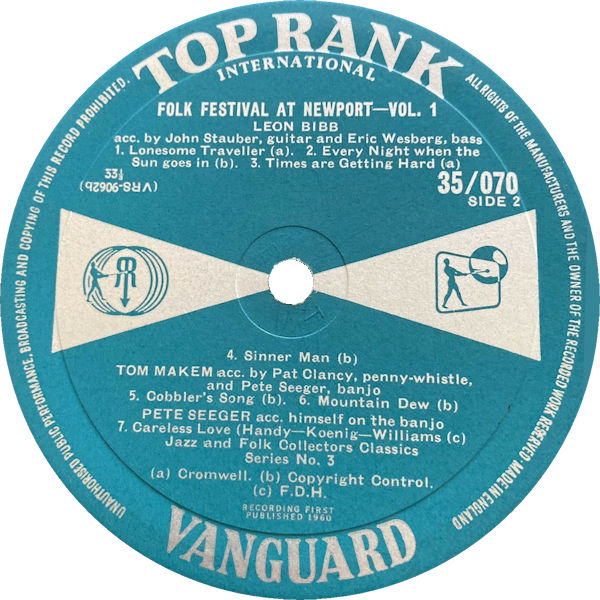 TOP RANK
INTERNATIONAL
FOLK FESTIVAL AT NEWPORT—VOL. 1
LEON BIBB
acc. by John Stauber, guitar and Eric Wesberg, bass
1. Lonesome Traveller (a). 2. Every Night when the
Sun goes in (b). 3. Times are Getting Hard (a)
33⅓
(VRS-9062b)
35/070
SIDE 2
4. Sinner Man (b)
TOM MAKEM acc. by Pat Clancy, penny-whistle,
and Pete Seeger, banjo
5. Cobbler's Song (b). 6. Mountain Dew (b)
PETE SEEGER acc. himself on the banjo
7. Careless Love (Handy—Koenig—Williams (c)
Jazz and Folk Collectors Classics
Series No. 3
(a) Cromwell. (b) Copyright Control.
(c) F.D.H.
RECORDING FIRST
PUBLISHED 1960
VANGUARD
ALL RIGHTS OF THE MANUFACTURERS AND THE OWNER OF THE RECORDED WORK RESERVED · MADE IN ENGLAND
UNAUTHORISED PUBLIC PERFORMANCE, BROADCASTING AND COPYING OF THIS RECORD PROHIBITED.